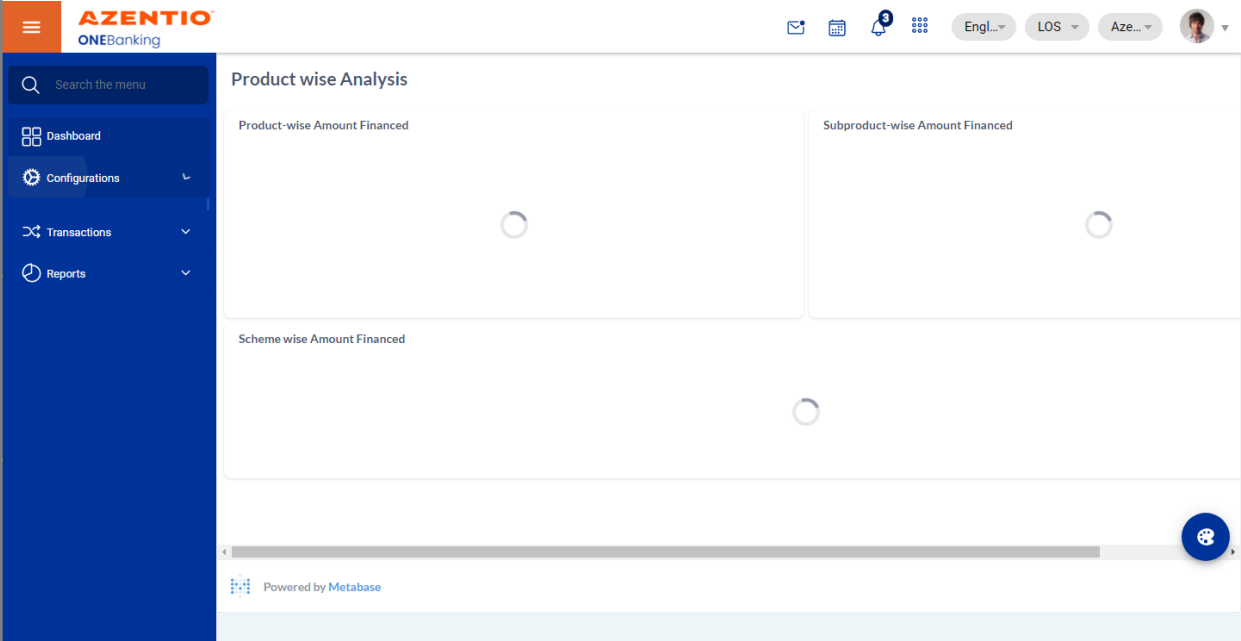 AZENTIO™
ONEBanking
3
Engl...
LOS
Aze...
Search the menu
Dashboard
Configurations
Transactions
Reports
Product wise Analysis
Product-wise Amount Financed
Subproduct-wise Amount Financed
Scheme wise Amount Financed
Powered by Metabase